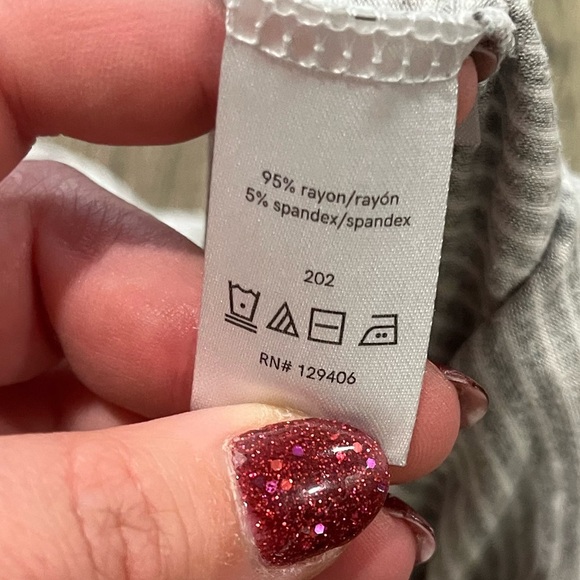 95% rayon/rayón
5% spandex/spandex
202
RN# 129406